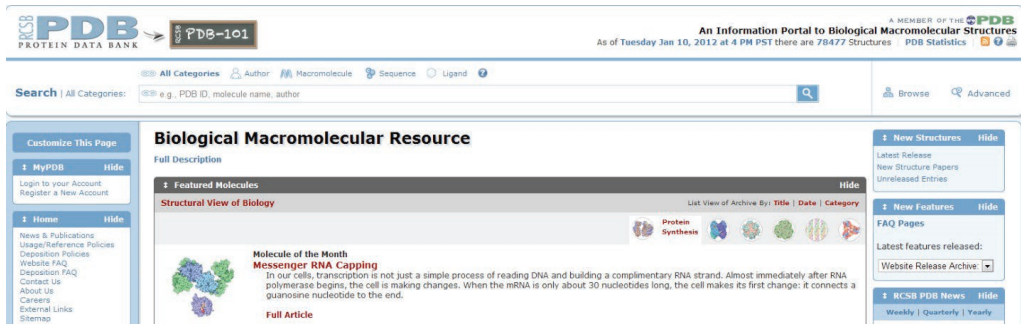 RCSB PDB
PROTEIN DATA BANK
RCSB PDB-101
A MEMBER OF THE PDB
An Information Portal to Biological Macromolecular Structures
As of Tuesday Jan 10, 2012 at 4 PM PST there are 78477 Structures | PDB Statistics
All Categories Author Macromolecule Sequence Ligand
Search | All Categories:
e.g., PDB ID, molecule name, author
Browse Advanced
Customize This Page
MyPDB Hide
Login to your Account
Register a New Account
Home Hide
News & Publications
Usage/Reference Policies
Deposition Policies
Website FAQ
Deposition FAQ
Contact Us
About Us
Careers
External Links
Sitemap
Biological Macromolecular Resource
Full Description
Featured Molecules Hide
Structural View of Biology
List View of Archive By: Title | Date | Category
Protein
Synthesis
Molecule of the Month
Messenger RNA Capping
In our cells, transcription is not just a simple process of reading DNA and building a complimentary RNA strand. Almost immediately after RNA
polymerase begins, the cell is making changes. When the mRNA is only about 30 nucleotides long, the cell makes its first change: it connects a
guanosine nucleotide to the end.
Full Article
New Structures Hide
Latest Release
New Structure Papers
Unreleased Entries
New Features Hide
FAQ Pages
Latest features released:
Website Release Archive:
RCSB PDB News Hide
Weekly | Quarterly | Yearly